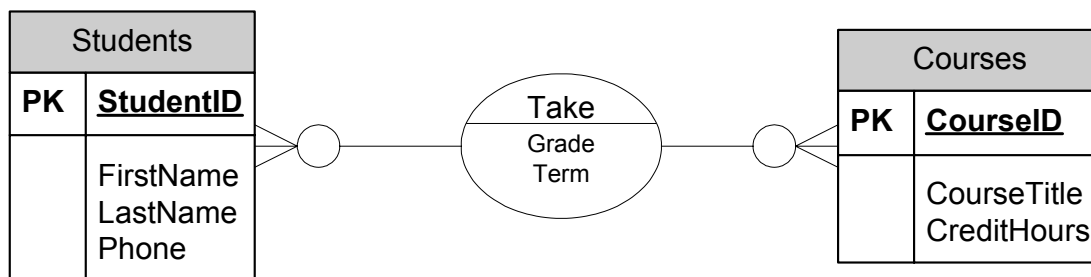 Students
PK StudentID
FirstName
LastName
Phone
Take
Grade
Term
Courses
PK CourseID
CourseTitle
CreditHours